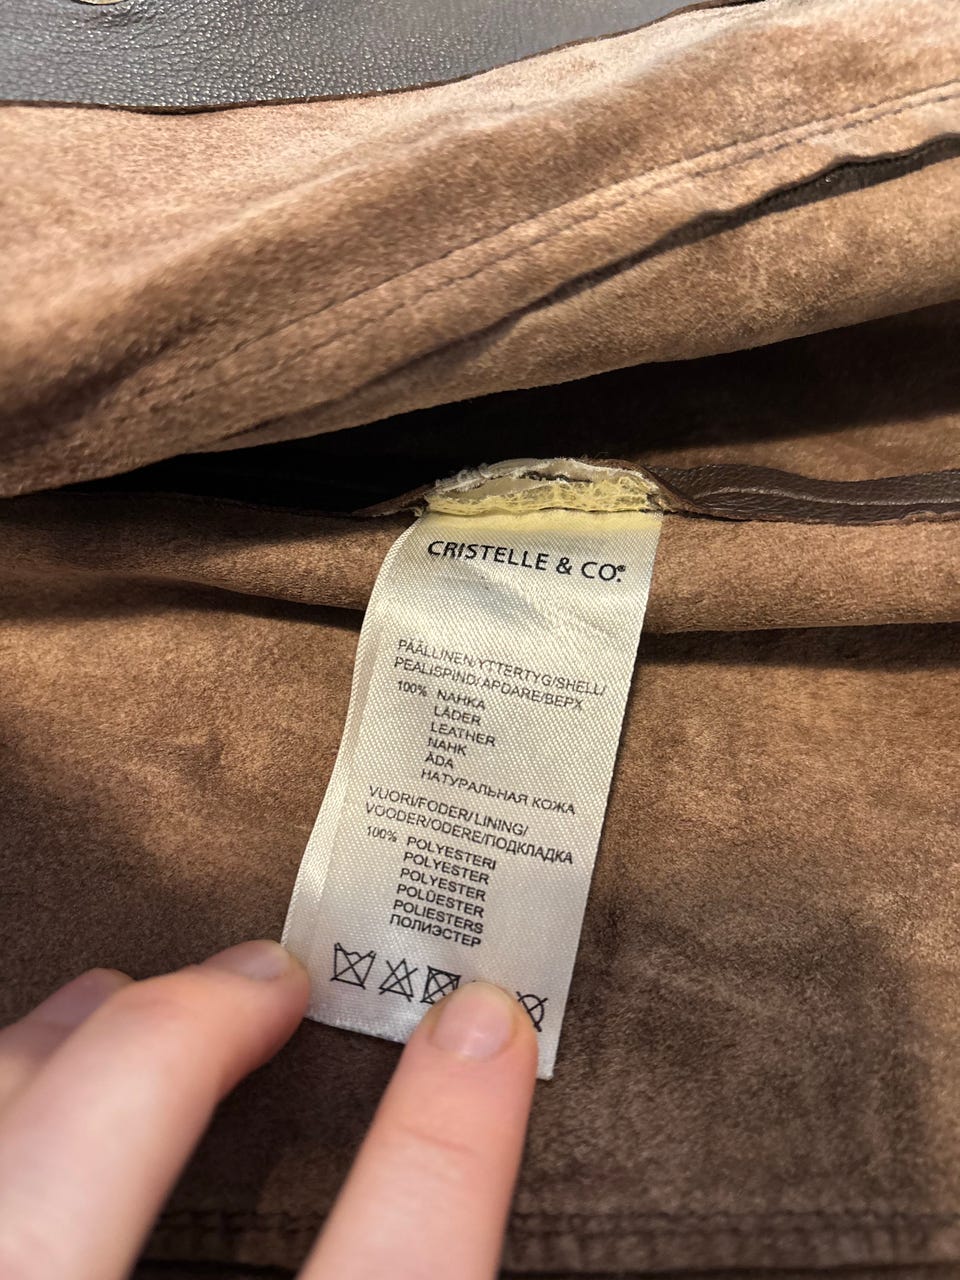 CRISTELLE & CO.®
PÄÄLLINEN/YTTERTYG/SHELL/
PEALISPIND/APDARE/ВЕРХ
100% NAHKA
LÄDER
LEATHER
NAHK
ĀDA
НАТУРАЛЬНАЯ КОЖА
VUORI/FODER/LINING/
VOODER/ODERE/ПОДКЛАДКА
100% POLYESTERI
POLYESTER
POLYESTER
POLÜESTER
POLIESTERS
ПОЛИЭСТЕР